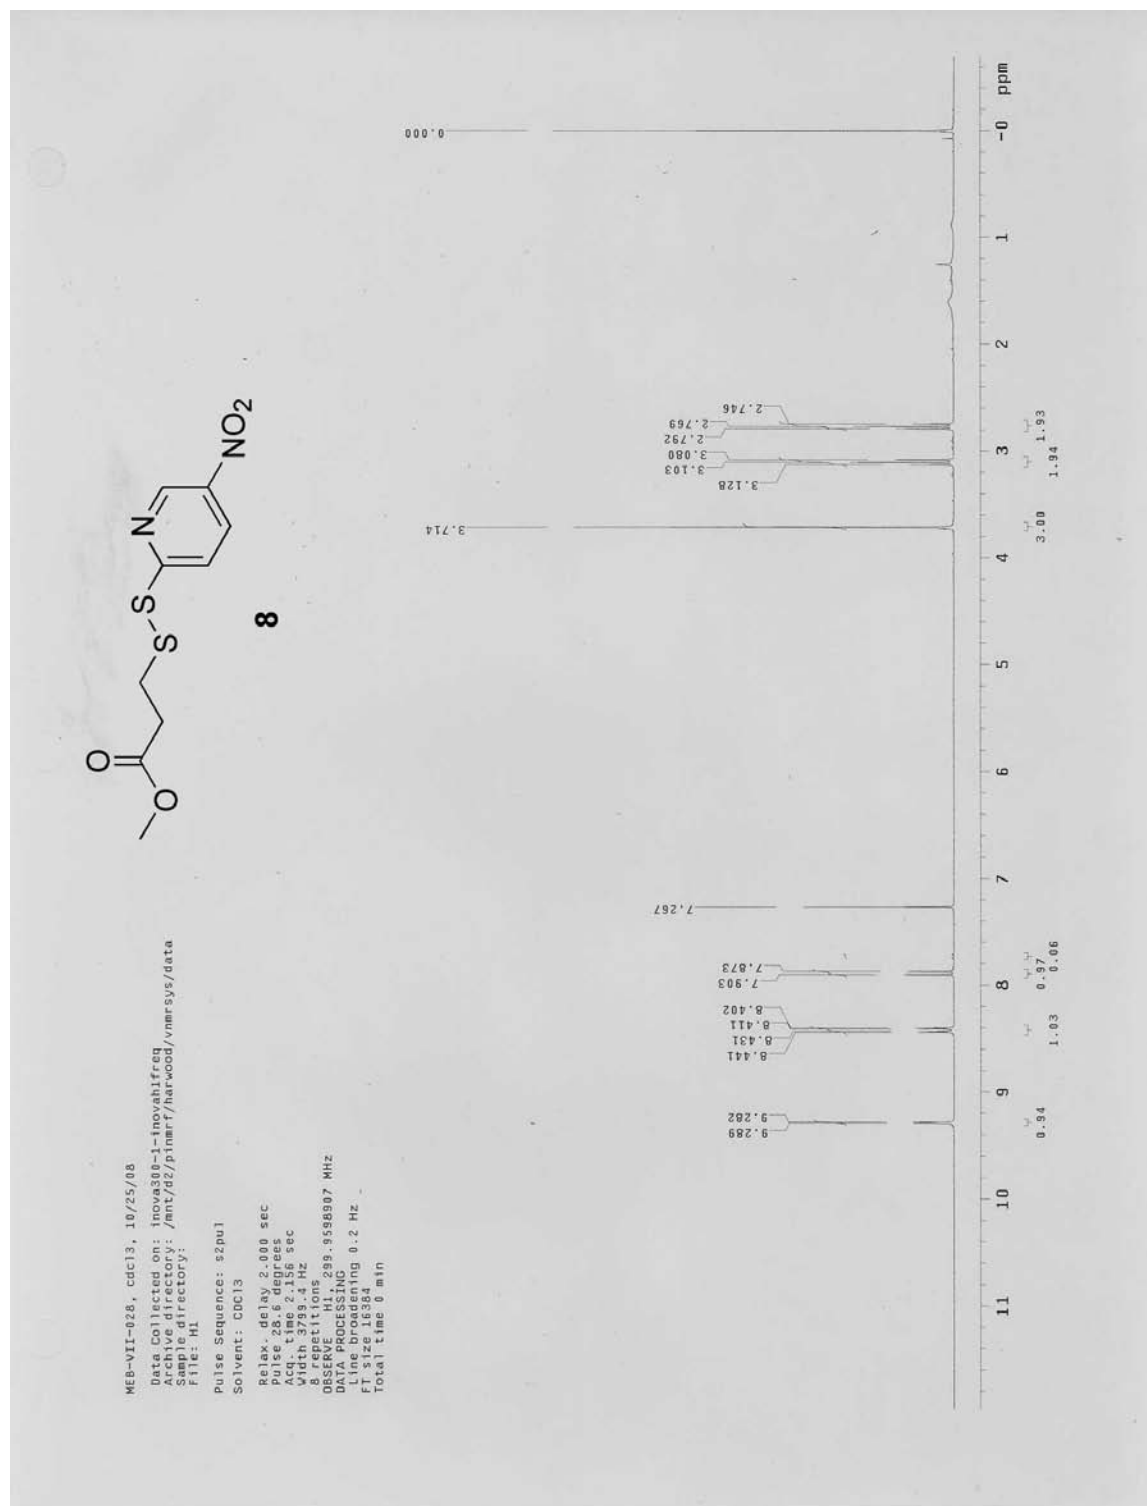 MEB-VII-028, cdcl3, 10/25/08
Data Collected on: inova300-1-inovah1freq
Archive directory: /mnt/d2/pinmrf/harwood/vnmrsys/data
Sample directory:
File: H1
Pulse Sequence: s2pul
Solvent: CDCl3
Relax. delay 2.000 sec
Pulse 28.6 degrees
Acq. time 2.156 sec
Width 3799.4 Hz
8 repetitions
OBSERVE H1, 299.9598907 MHz
DATA PROCESSING
Line broadening 0.2 Hz
FT size 16384
Total time 0 min
O
O
S
S
N
NO2
8
9.289
9.282
8.441
8.431
8.411
8.402
7.903
7.873
7.267
3.714
3.128
3.103
3.080
2.792
2.769
2.746
0.000
11 10 9 8 7 6 5 4 3 2 1 -0 ppm
0.94
1.03
0.97
0.06
3.00
1.94
1.93